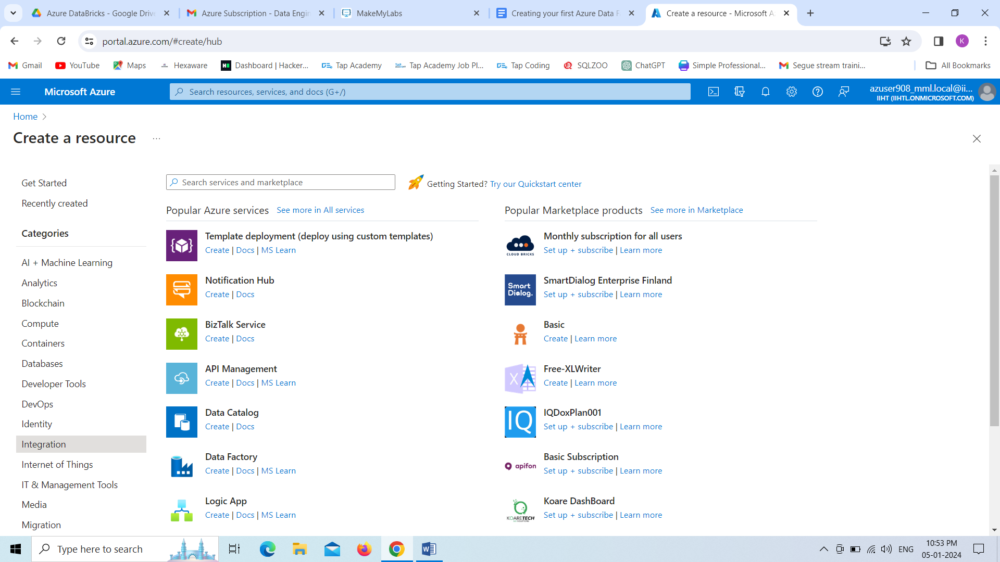 Azure DataBricks - Google Drive
Azure Subscription - Data Engin
MakeMyLabs
Creating your first Azure Data F
Create a resource - Microsoft A
portal.azure.com/#create/hub
K
Gmail
YouTube
Maps
Hexaware
Dashboard | Hacker...
Tap Academy
Tap Academy Job Pl...
Tap Coding
SQLZOO
ChatGPT
Simple Professional...
Segue stream traini...
All Bookmarks
Microsoft Azure
Search resources, services, and docs (G+/)
azuser908_mml.local@ii...
IIHT (IIHTL.ONMICROSOFT.COM)
Home
Create a resource
...
Get Started
Recently created
Categories
AI + Machine Learning
Analytics
Blockchain
Compute
Containers
Databases
Developer Tools
DevOps
Identity
Integration
Internet of Things
IT & Management Tools
Media
Migration
Search services and marketplace
Getting Started? Try our Quickstart center
Popular Azure services See more in All services
Template deployment (deploy using custom templates)
Create | Docs | MS Learn
Notification Hub
Create | Docs
BizTalk Service
Create | Docs
API Management
Create | Docs | MS Learn
Data Catalog
Create | Docs
Data Factory
Create | Docs | MS Learn
Logic App
Create | Docs | MS Learn
Popular Marketplace products See more in Marketplace
CLOUD BRICKS
Monthly subscription for all users
Set up + subscribe | Learn more
Smart
Dialog.
SmartDialog Enterprise Finland
Set up + subscribe | Learn more
Basic
Create | Learn more
X
Free-XLWriter
Create | Learn more
IQ
IQDoxPlan001
Set up + subscribe | Learn more
apifon
Basic Subscription
Set up + subscribe | Learn more
KOARETECH
Koare DashBoard
Set up + subscribe | Learn more
Type here to search
ENG
10:53 PM
05-01-2024